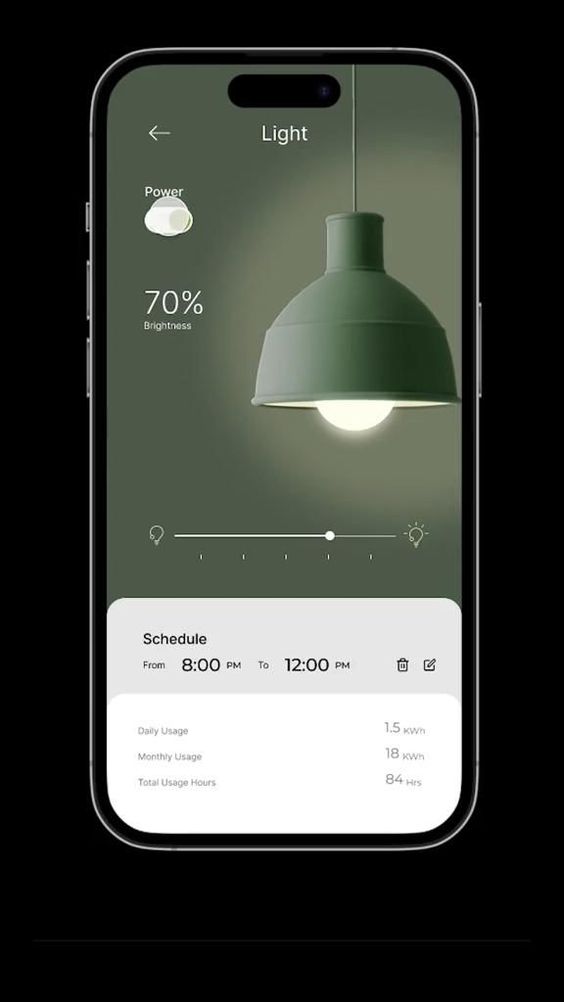 Light
Power
70%
Brightness
Schedule
From 8:00 PM To 12:00 PM
Daily Usage 1.5 KWh
Monthly Usage 18 KWh
Total Usage Hours 84 Hrs